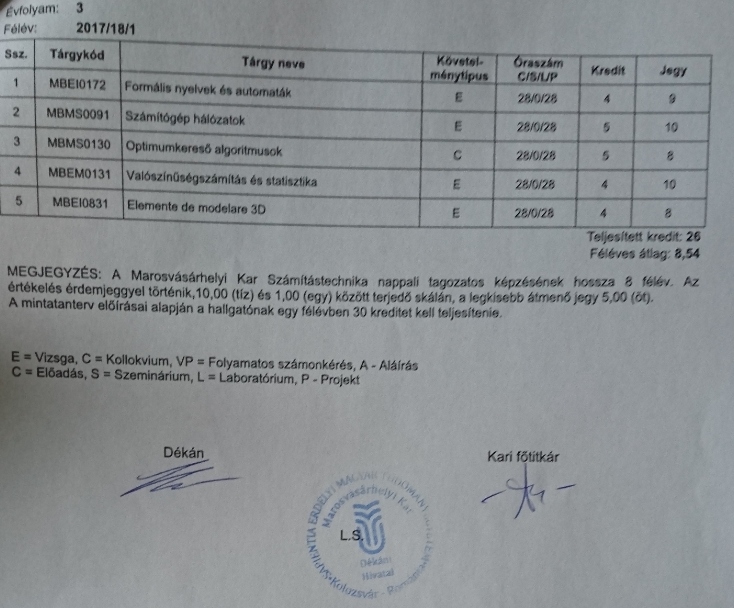 Évfolyam: 3
Félév: 2017/18/1
Ssz. Tárgykód Tárgy neve Követelménytípus Óraszám C/S/L/P Kredit Jegy
1 MBEI0172 Formális nyelvek és automaták E 28/0/28 4 9
2 MBMS0091 Számítógép hálózatok E 28/0/28 5 10
3 MBMS0130 Optimumkereső algoritmusok C 28/0/28 5 8
4 MBEM0131 Valószínűségszámítás és statisztika E 28/0/28 4 10
5 MBEI0831 Elemente de modelare 3D E 28/0/28 4 8
Teljesített kredit: 26
Féléves átlag: 8,54
MEGJEGYZÉS: A Marosvásárhelyi Kar Számítástechnika nappali tagozatos képzésének hossza 8 félév. Az
értékelés érdemjeggyel történik,10,00 (tíz) és 1,00 (egy) között terjedő skálán, a legkisebb átmenő jegy 5,00 (öt).
A mintatanterv előírásai alapján a hallgatónak egy félévben 30 kreditet kell teljesítenie.
E = Vizsga, C = Kollokvium, VP = Folyamatos számonkérés, A - Aláírás
C = Előadás, S = Szeminárium, L = Laboratórium, P - Projekt
Dékán
Kari főtitkár
SAPIENTIA ERDÉLYI MAGYAR
Kolozsvár
Marosvásárhelyi Kar
L.S.
Dékáni
Hivatal